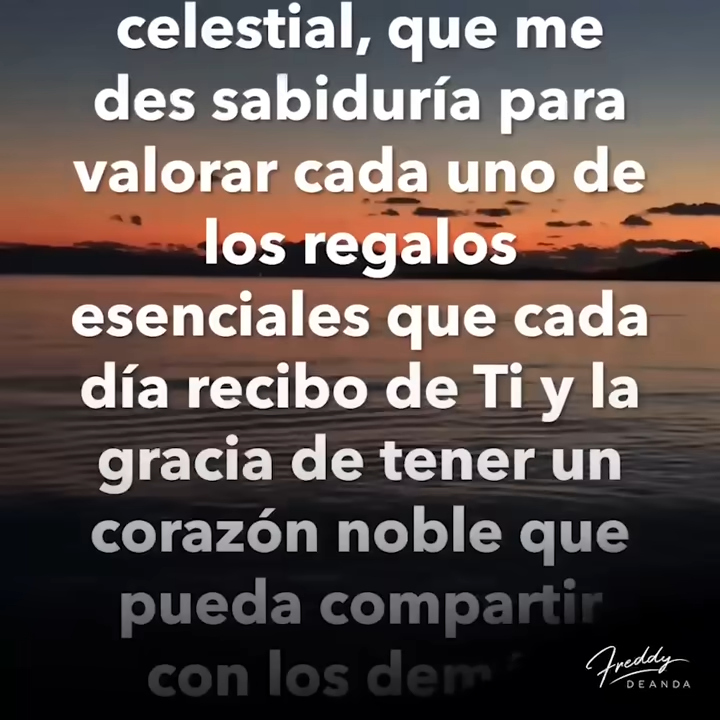 celestial, que me
des sabiduría para
valorar cada uno de
los regalos
esenciales que cada
día recibo de Ti y la
gracia de tener un
corazón noble que
pueda compartir
con los
Freddy
DEANDA